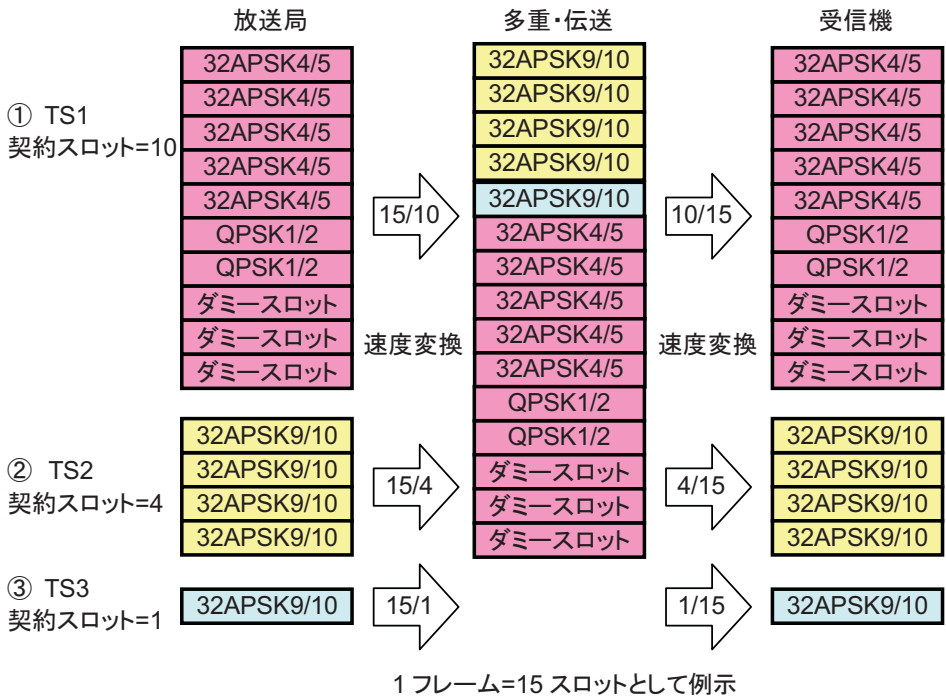 放送局
多重・伝送
受信機
① TS1
契約スロット=10
32APSK4/5
32APSK4/5
32APSK4/5
32APSK4/5
32APSK4/5
QPSK1/2
QPSK1/2
ダミースロット
ダミースロット
ダミースロット
15/10
速度変換
32APSK9/10
32APSK9/10
32APSK9/10
32APSK9/10
32APSK9/10
32APSK4/5
32APSK4/5
32APSK4/5
32APSK4/5
32APSK4/5
QPSK1/2
QPSK1/2
ダミースロット
ダミースロット
ダミースロット
10/15
速度変換
32APSK4/5
32APSK4/5
32APSK4/5
32APSK4/5
32APSK4/5
QPSK1/2
QPSK1/2
ダミースロット
ダミースロット
ダミースロット
② TS2
契約スロット=4
32APSK9/10
32APSK9/10
32APSK9/10
32APSK9/10
15/4
4/15
32APSK9/10
32APSK9/10
32APSK9/10
32APSK9/10
③ TS3
契約スロット=1
32APSK9/10
15/1
1/15
32APSK9/10
1フレーム=15スロットとして例示